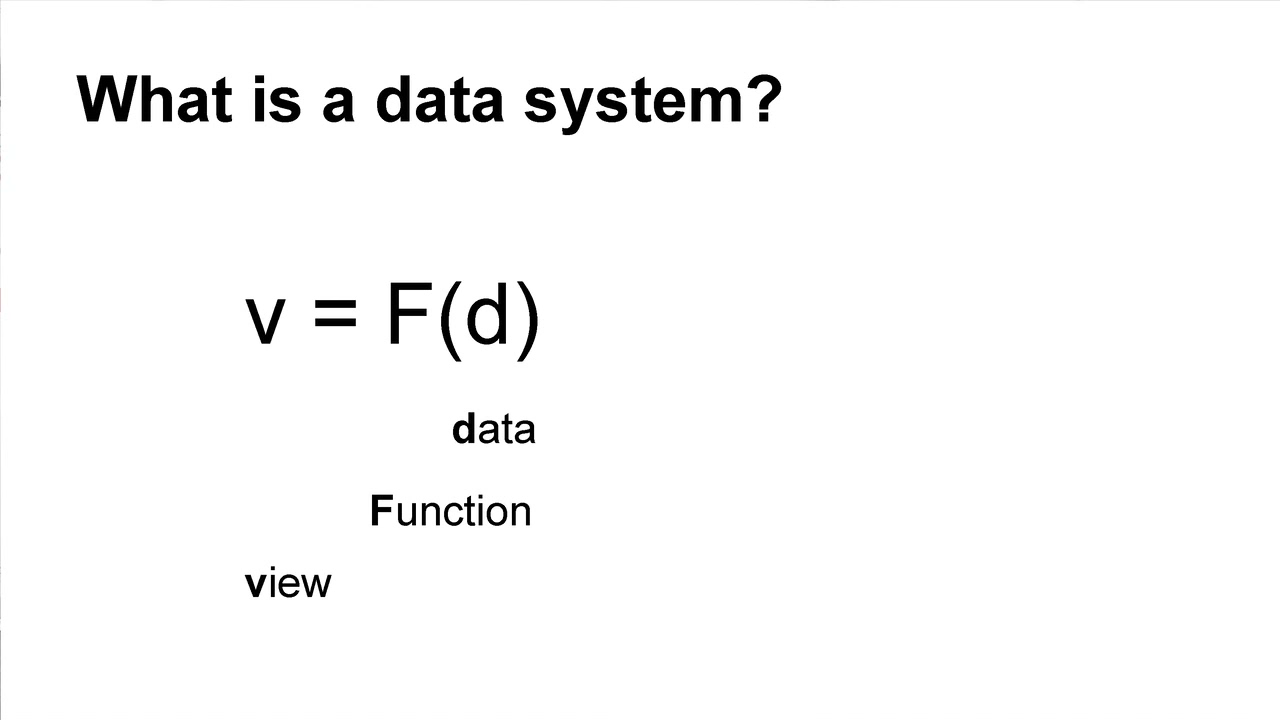 What is a data system?
v = F(d)
data
Function
view